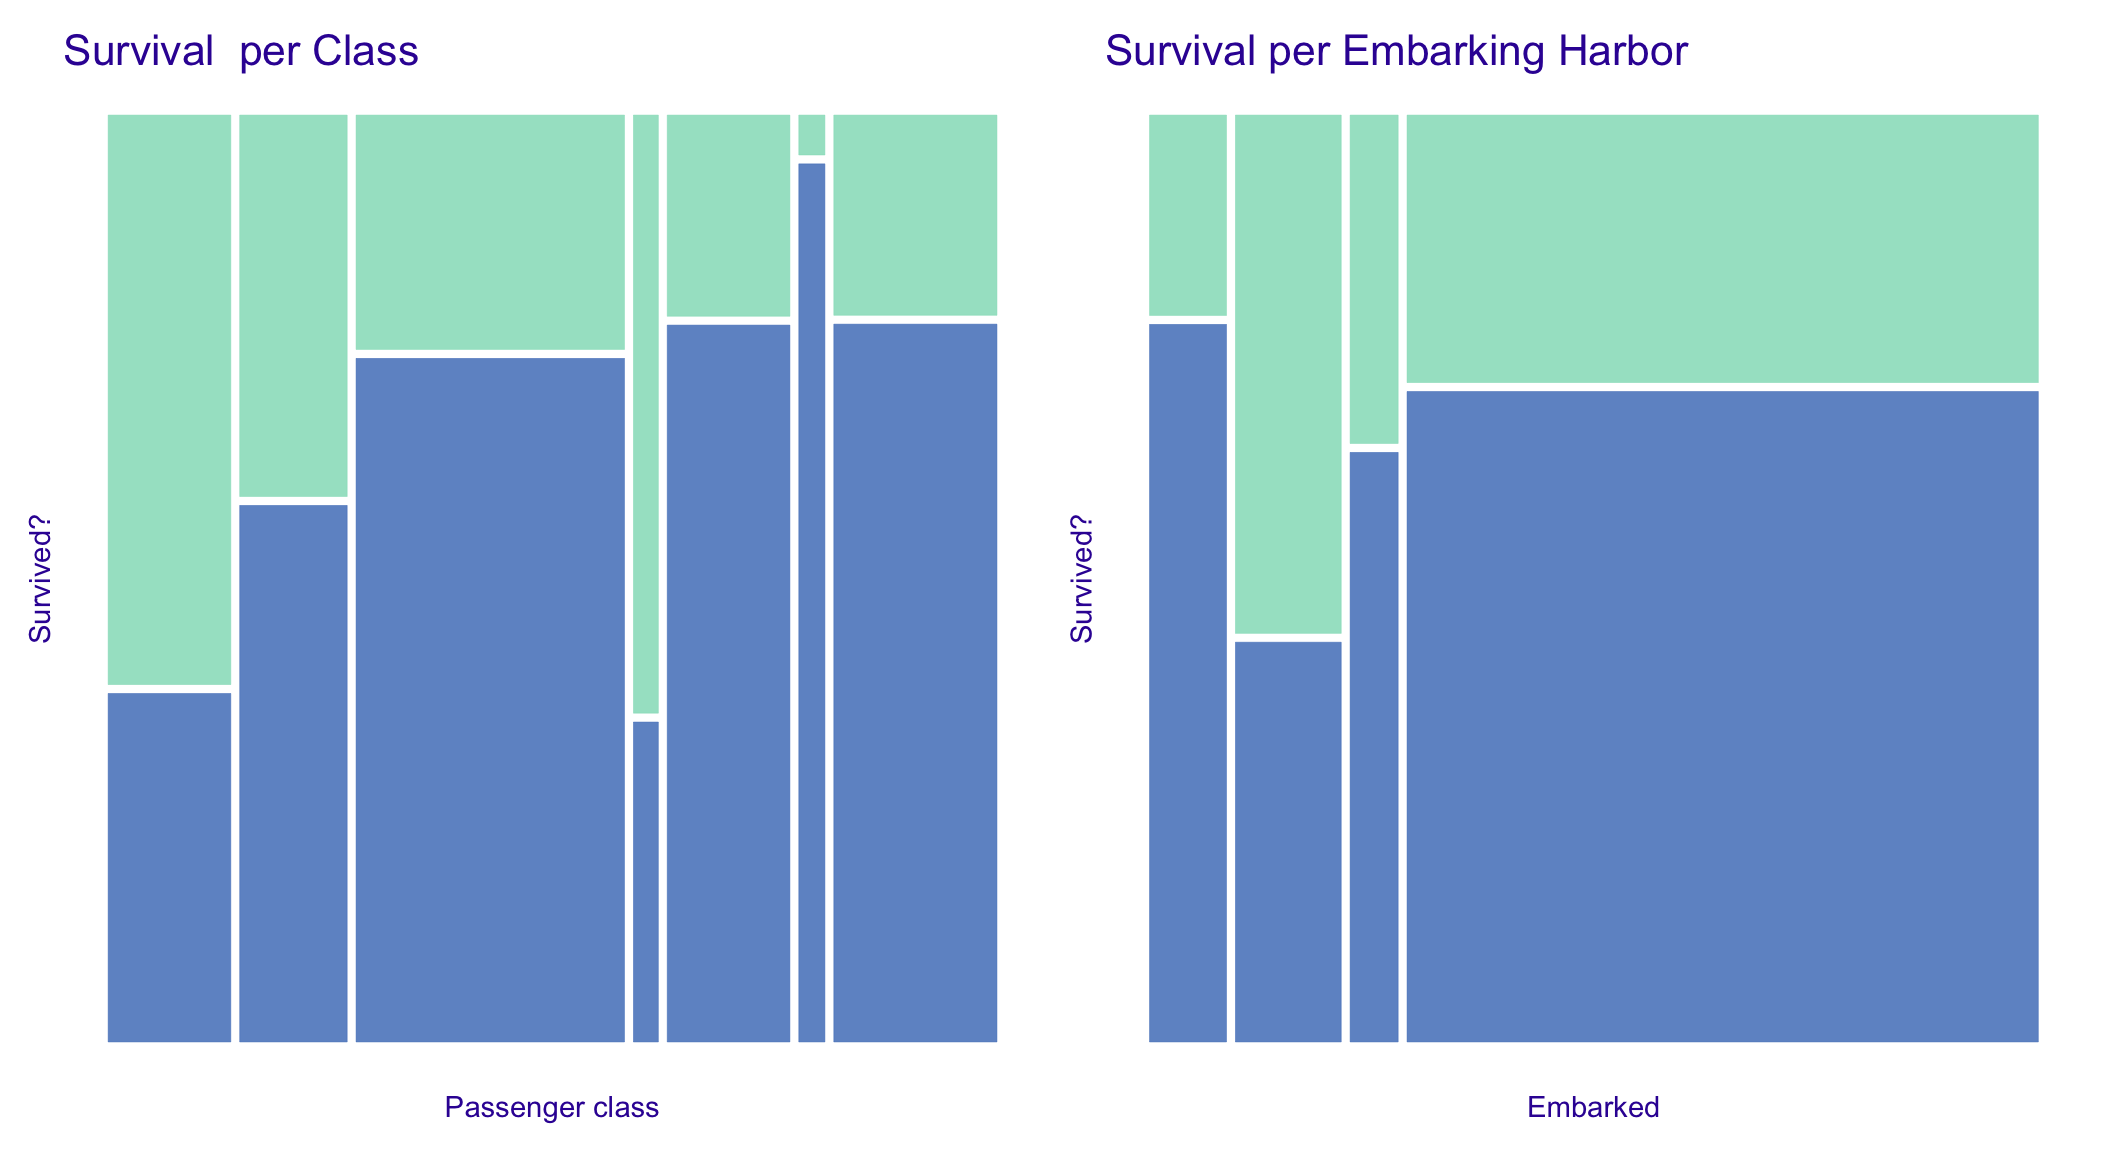 Survival  per Class
Survived?
Passenger class
Survival per Embarking Harbor
Survived?
Embarked